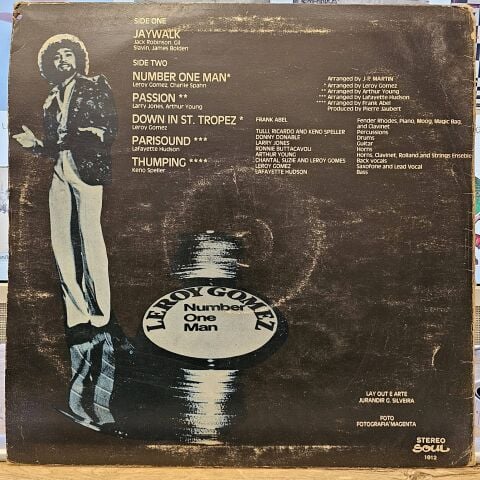 SIDE ONE
JAYWALK
Jack Robinson, Gil
Slavin, James Bolden
SIDE TWO
NUMBER ONE MAN*
Leroy Gomez, Charlie Spahn
PASSION **
Larry Jones, Arthur Young
DOWN IN ST. TROPEZ *
Leroy Gomez
PARISOUND ***
Lafayette Hudson
THUMPING ****
Keno Speller
Arranged by J-P. MARTIN
* Arranged by Leroy Gomez
** Arranged by Arthur Young
*** Arranged by Lafayette Hudson
**** Arranged by Frank Abel
Produced by Pierre Jaubert
FRANK ABEL
Fender Rhodes, Piano, Moog, Magic Bag,
and Clavinet
TULLI RICARDO AND KENO SPELLER
Percussions
DONNY DONABLE
Drums
LARRY JONES
Guitar
RONNIE BUTTACAVOLI
Horns
ARTHUR YOUNG
Horns, Clavinet, Rolland and Strings Enseble
CHANTAL, SUZIE AND LEROY GOMES
Back vocals
LEROY GOMEZ
Saxofone and Lead Vocal
LAFAYETTE HUDSON
Bass
LEROY GOMEZ
Number
One
Man
LAY OUT E ARTE
JURANDIR G. SILVEIRA
FOTO
FOTOGRAFIA MAGENTA
STEREO
SOUL
1012